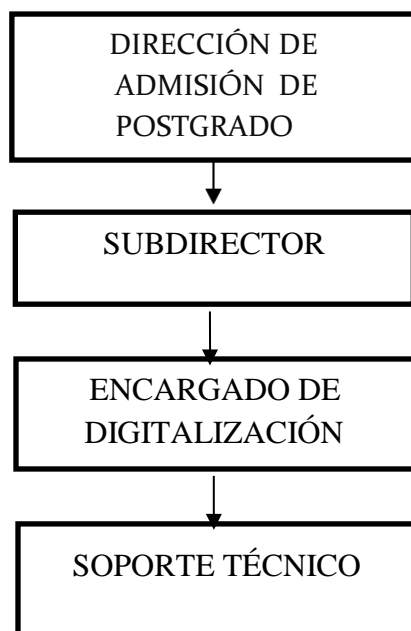 DIRECCIÓN DE
ADMISIÓN DE
POSTGRADO
SUBDIRECTOR
ENCARGADO DE
DIGITALIZACIÓN
SOPORTE TÉCNICO